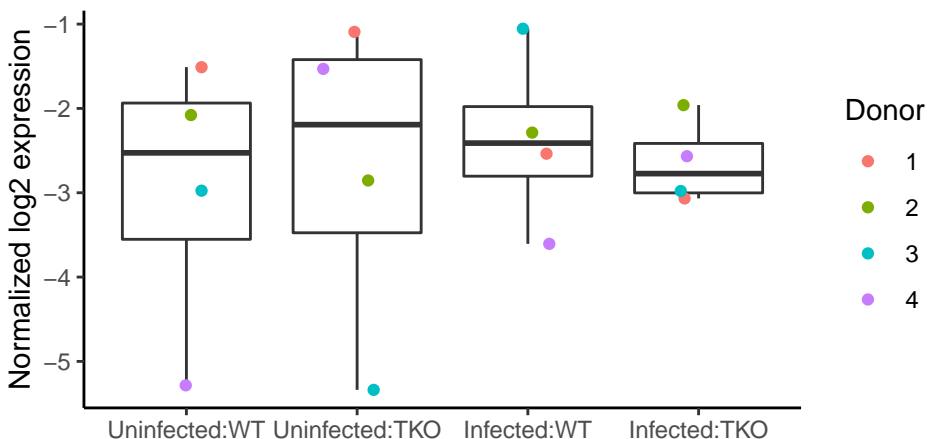 Normalized log2 expression
−1
−2
−3
−4
−5
Uninfected:WT
Uninfected:TKO
Infected:WT
Infected:TKO
Donor
1
2
3
4